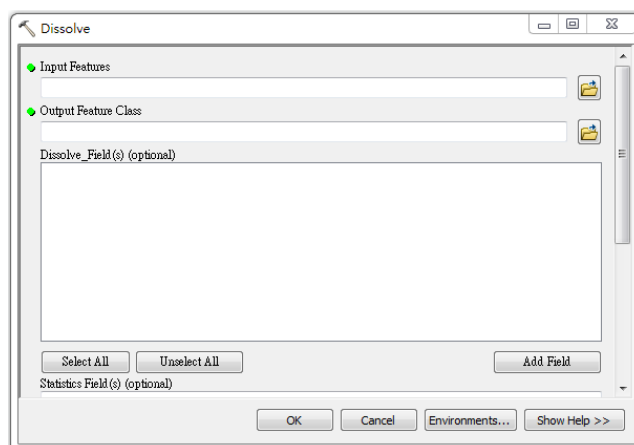 Dissolve
Input Features
Output Feature Class
Dissolve_Field(s) (optional)
Select All Unselect All Add Field
Statistics Field(s) (optional)
OK Cancel Environments... Show Help >>